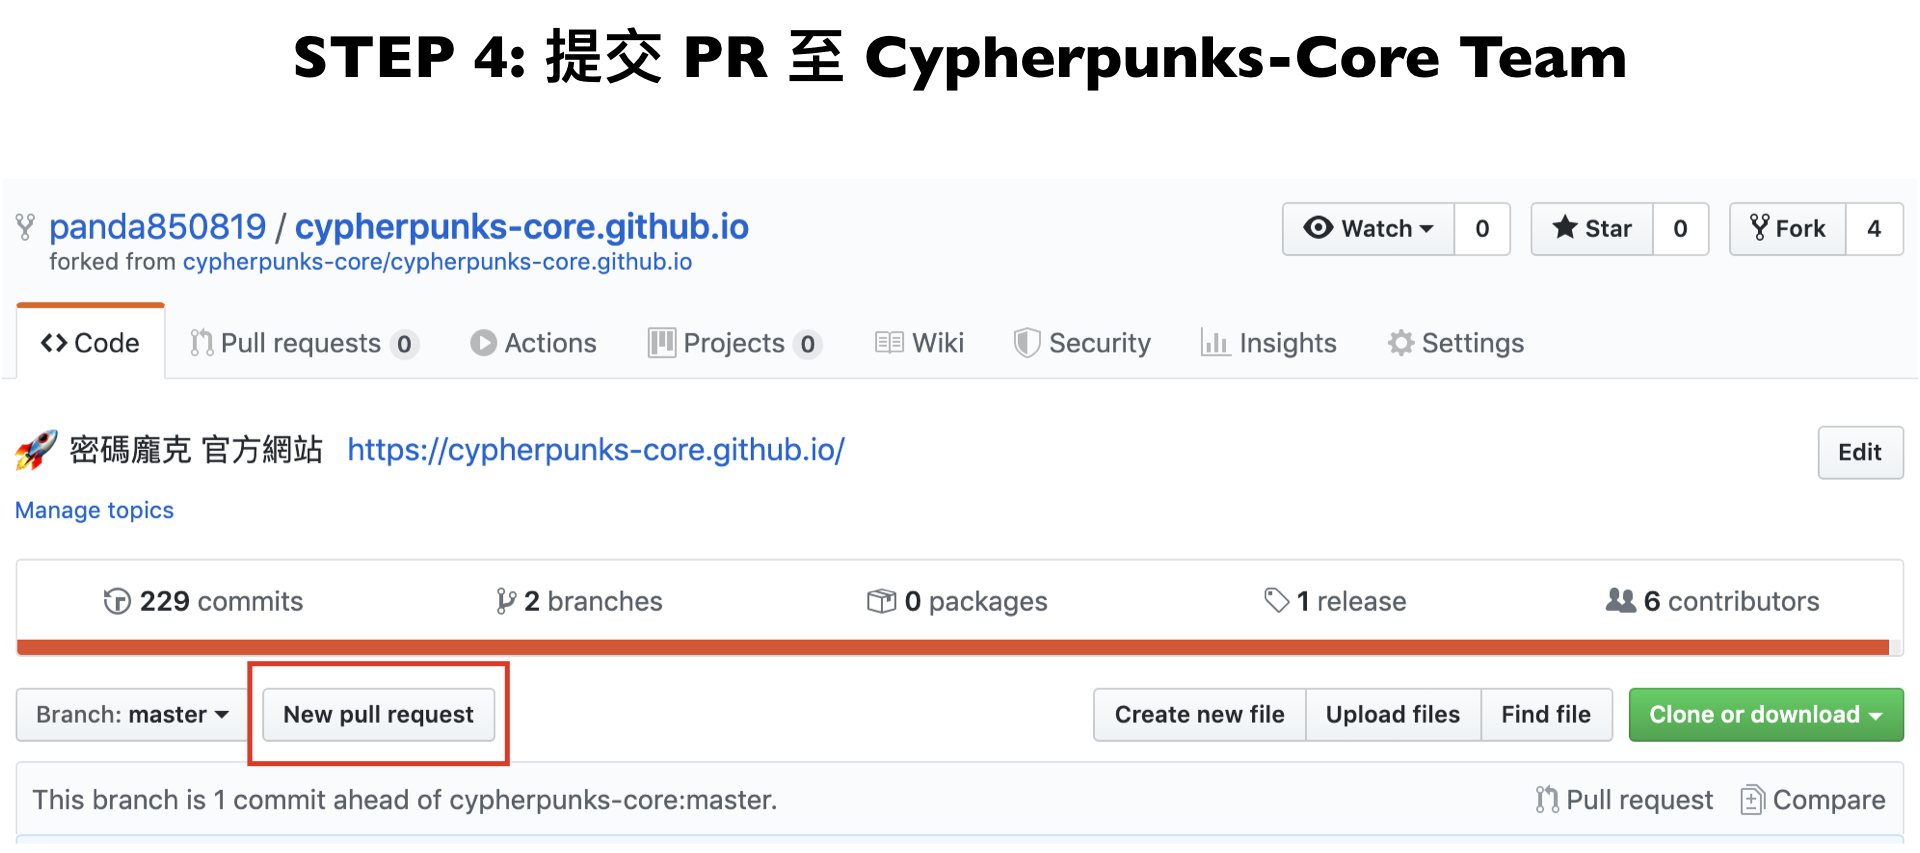 STEP 4: 提交 PR 至 Cypherpunks-Core Team
panda850819 / cypherpunks-core.github.io
Watch 0 Star 0 Fork 4
forked from cypherpunks-core/cypherpunks-core.github.io
Code Pull requests 0 Actions Projects 0 Wiki Security Insights Settings
密碼龐克 官方網站 https://cypherpunks-core.github.io/
Edit
Manage topics
229 commits 2 branches 0 packages 1 release 6 contributors
Branch: master New pull request Create new file Upload files Find file Clone or download
This branch is 1 commit ahead of cypherpunks-core:master. Pull request Compare